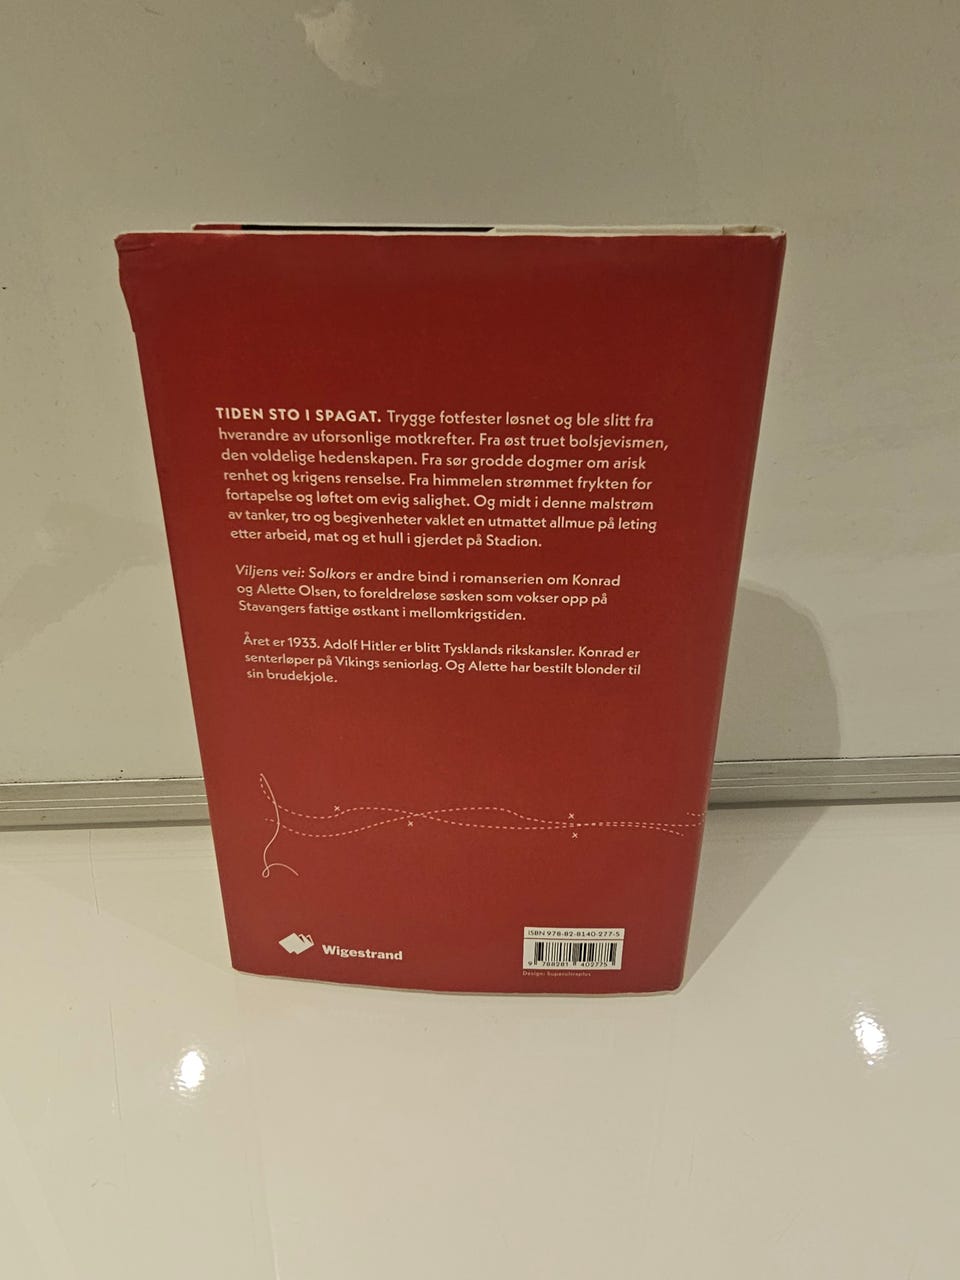 TIDEN STO I SPAGAT. Trygge fotfester løsnet og ble slitt fra
hverandre av uforsonlige motkrefter. Fra øst truet bolsjevismen,
den voldelige hedenskapen. Fra sør grodde dogmer om arisk
renhet og krigens renselse. Fra himmelen strømmet frykten for
fortapelse og løftet om evig salighet. Og midt i denne malstrøm
av tanker, tro og begivenheter vaklet en utmattet allmue på leting
etter arbeid, mat og et hull i gjerdet på Stadion.
Viljens vei: Solkors er andre bind i romanserien om Konrad
og Alette Olsen, to foreldreløse søsken som vokser opp på
Stavangers fattige østkant i mellomkrigstiden.
Året er 1933. Adolf Hitler er blitt Tysklands rikskansler. Konrad er
senterløper på Vikings seniorlag. Og Alette har bestilt blonder til
sin brudekjole.
Wigestrand
ISBN 978-82-8140-277-5
9 788281 402775
Design: Superultraplus